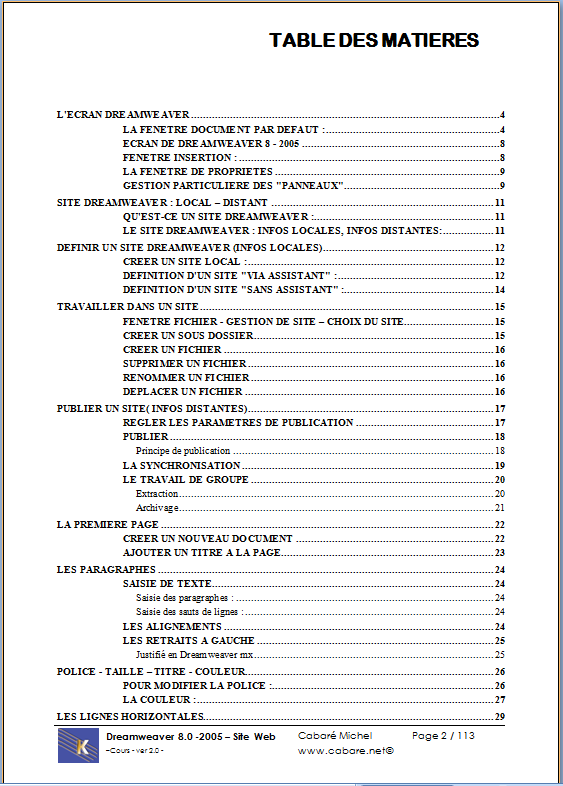 TABLE DES MATIERES
L'ECRAN DREAMWEAVER 4
LA FENETRE DOCUMENT PAR DEFAUT : 4
ECRAN DE DREAMWEAVER 8 - 2005 8
FENETRE INSERTION : 8
LA FENETRE DE PROPRIETES 9
GESTION PARTICULIERE DES "PANNEAUX" 9
SITE DREAMWEAVER : LOCAL – DISTANT 11
QU'EST-CE UN SITE DREAMWEAVER : 11
LE SITE DREAMWEAVER : INFOS LOCALES, INFOS DISTANTES: 11
DEFINIR UN SITE DREAMWEAVER (INFOS LOCALES) 12
CREER UN SITE LOCAL : 12
DEFINITION D'UN SITE "VIA ASSISTANT" : 12
DEFINITION D'UN SITE "SANS ASSISTANT" : 14
TRAVAILLER DANS UN SITE 15
FENETRE FICHIER - GESTION DE SITE – CHOIX DU SITE 15
CREER UN SOUS DOSSIER 15
CREER UN FICHIER 16
SUPPRIMER UN FICHIER 16
RENOMMER UN FICHIER 16
DEPLACER UN FICHIER 16
PUBLIER UN SITE( INFOS DISTANTES) 17
REGLER LES PARAMETRES DE PUBLICATION 17
PUBLIER 18
Principe de publication 18
LA SYNCHRONISATION 19
LE TRAVAIL DE GROUPE 20
Extraction 20
Archivage 21
LA PREMIERE PAGE 22
CREER UN NOUVEAU DOCUMENT 22
AJOUTER UN TITRE A LA PAGE 23
LES PARAGRAPHES 24
SAISIE DE TEXTE 24
Saisie des paragraphes : 24
Saisie des sauts de lignes : 24
LES ALIGNEMENTS 24
LES RETRAITS A GAUCHE 25
Justifié en Dreamweaver mx 25
POLICE - TAILLE – TITRE - COULEUR 26
POUR MODIFIER LA POLICE : 26
LA COULEUR : 27
LES LIGNES HORIZONTALES 29
K
Dreamweaver 8.0 -2005 – Site Web Cabaré Michel Page 2 / 113
–Cours - ver 2.0 - www.cabare.net©